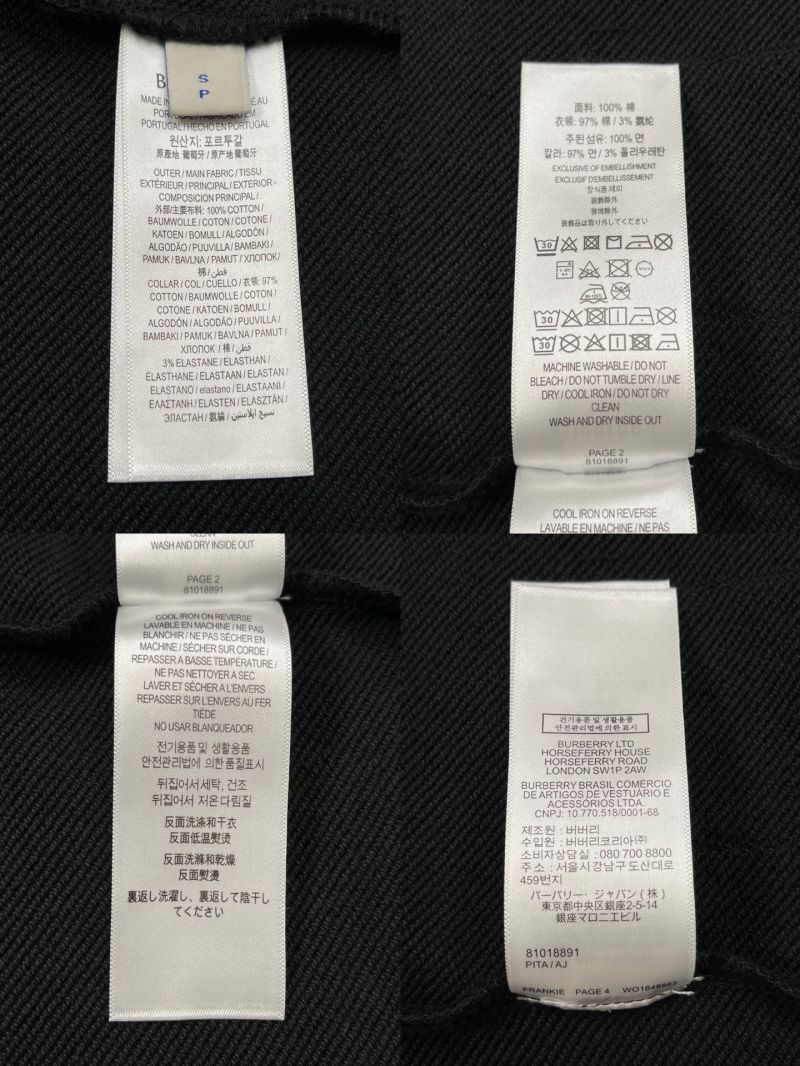 S
P
B
MADE IN
AU
PORTUGAL / HECHO EN PORTUGAL
원산지: 포르투갈
原產地 葡萄牙 / 原产地 葡萄牙
OUTER / MAIN FABRIC / TISSU
EXTÉRIEUR / PRINCIPAL / EXTERIOR -
COMPOSICIÓN PRINCIPAL /
外部/主要布料: 100% COTTON /
BAUMWOLLE / COTON / COTONE /
KATOEN / BOMULL / ALGODÓN /
ALGODÃO / PUUVILLA / BAMBAKI /
PAMUK / BAVLNA / PAMUT / ХЛОПОК /
棉 / قطن /
COLLAR / COL / CUELLO / 衣領: 97%
COTTON / BAUMWOLLE / COTON /
COTONE / KATOEN / BOMULL /
ALGODÓN / ALGODÃO / PUUVILLA /
BAMBAKI / PAMUK / BAVLNA / PAMUT /
ХЛОПОК / 棉 / قطن /
3% ELASTANE / ELASTHAN /
ÉLASTHANE / ELASTAAN / ELASTAN /
ELASTANO / elastano / ELASTAANI /
ΕΛΑΣΤΑΝΗ / ELASTEN / ELASZTÁN /
ЭЛАСТАН / 氨綸 / نسيج إيلاستين
面料: 100% 棉
衣领: 97% 棉 / 3% 氨纶
주된섬유: 100% 면
칼라: 97% 면 / 3% 폴리우레탄
EXCLUSIVE OF EMBELLISHMENT
EXCLUSIF D'EMBELLISSEMENT
장식품 제외
裝飾除外
装饰除外
装飾品は取り外してください
30
30
30
MACHINE WASHABLE / DO NOT
BLEACH / DO NOT TUMBLE DRY / LINE
DRY / COOL IRON / DO NOT DRY
CLEAN
WASH AND DRY INSIDE OUT
PAGE 2
81018891
COOL IRON ON REVERSE
LAVABLE EN MACHINE / NE PAS
CLEAN
WASH AND DRY INSIDE OUT
PAGE 2
81018891
COOL IRON ON REVERSE
LAVABLE EN MACHINE / NE PAS
BLANCHIR / NE PAS SÉCHER EN
MACHINE / SÉCHER SUR CORDE /
REPASSER A BASSE TEMPÉRATURE /
NE PAS NETTOYER A SEC
LAVER ET SÉCHER A L'ENVERS
REPASSER SUR L'ENVERS AU FER
TIÈDE
NO USAR BLANQUEADOR
전기용품 및 생활용품
안전관리법에 의한 품질표시
뒤집어서 세탁, 건조
뒤집어서 저온 다림질
反面洗涤和干衣
反面低温熨烫
反面洗滌和乾燥
反面熨燙
裏返し洗濯し、裏返して陰干し
てください
전기용품 및 생활용품
안전관리법에 의한 표시
BURBERRY LTD
HORSEFERRY HOUSE
HORSEFERRY ROAD
LONDON SW1P 2AW
BURBERRY BRASIL COMÉRCIO
DE ARTIGOS DE VESTUÁRIO E
ACESSÓRIOS LTDA.
CNPJ: 10.770.518/0001-68
제조원 : 버버리
수입원 : 버버리코리아(주)
소비자상담실 : 080 700 8800
주소 : 서울시강남구도산대로
459번지
バーバリー・ジャパン (株)
東京都中央区銀座2-5-14
銀座マロニエビル
81018891
PITA / AJ
FRANKIE PAGE 4